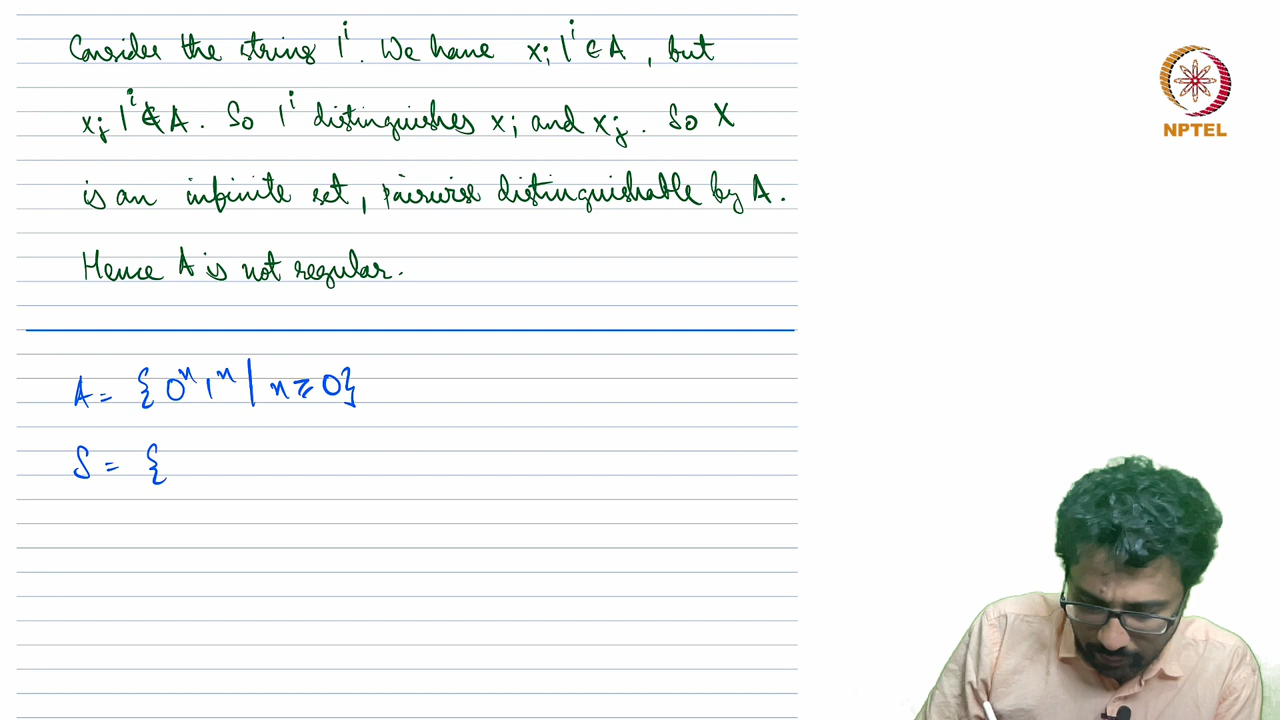 Consider the string 1^i. We have x_i 1^i ∈ A, but
x_j 1^i ∉ A. So 1^i distinguishes x_i and x_j. So X
is an infinite set, pairwise distinguishable by A.
Hence A is not regular.
A = { 0^n 1^n | n ≥ 0}
S = {
NPTEL